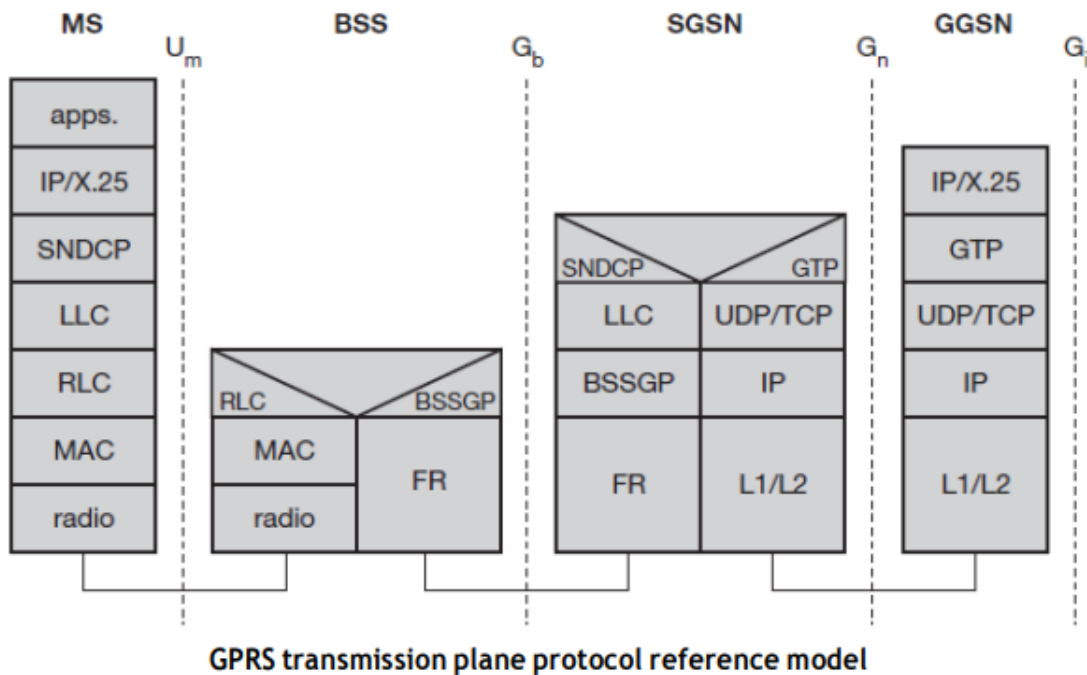 MS BSS SGSN GGSN
Um Gb Gn Gi
apps.
IP/X.25 IP/X.25
SNDCP SNDCP GTP GTP
LLC LLC UDP/TCP UDP/TCP
RLC RLC BSSGP BSSGP IP IP
MAC MAC FR FR L1/L2 L1/L2
radio radio
GPRS transmission plane protocol reference model